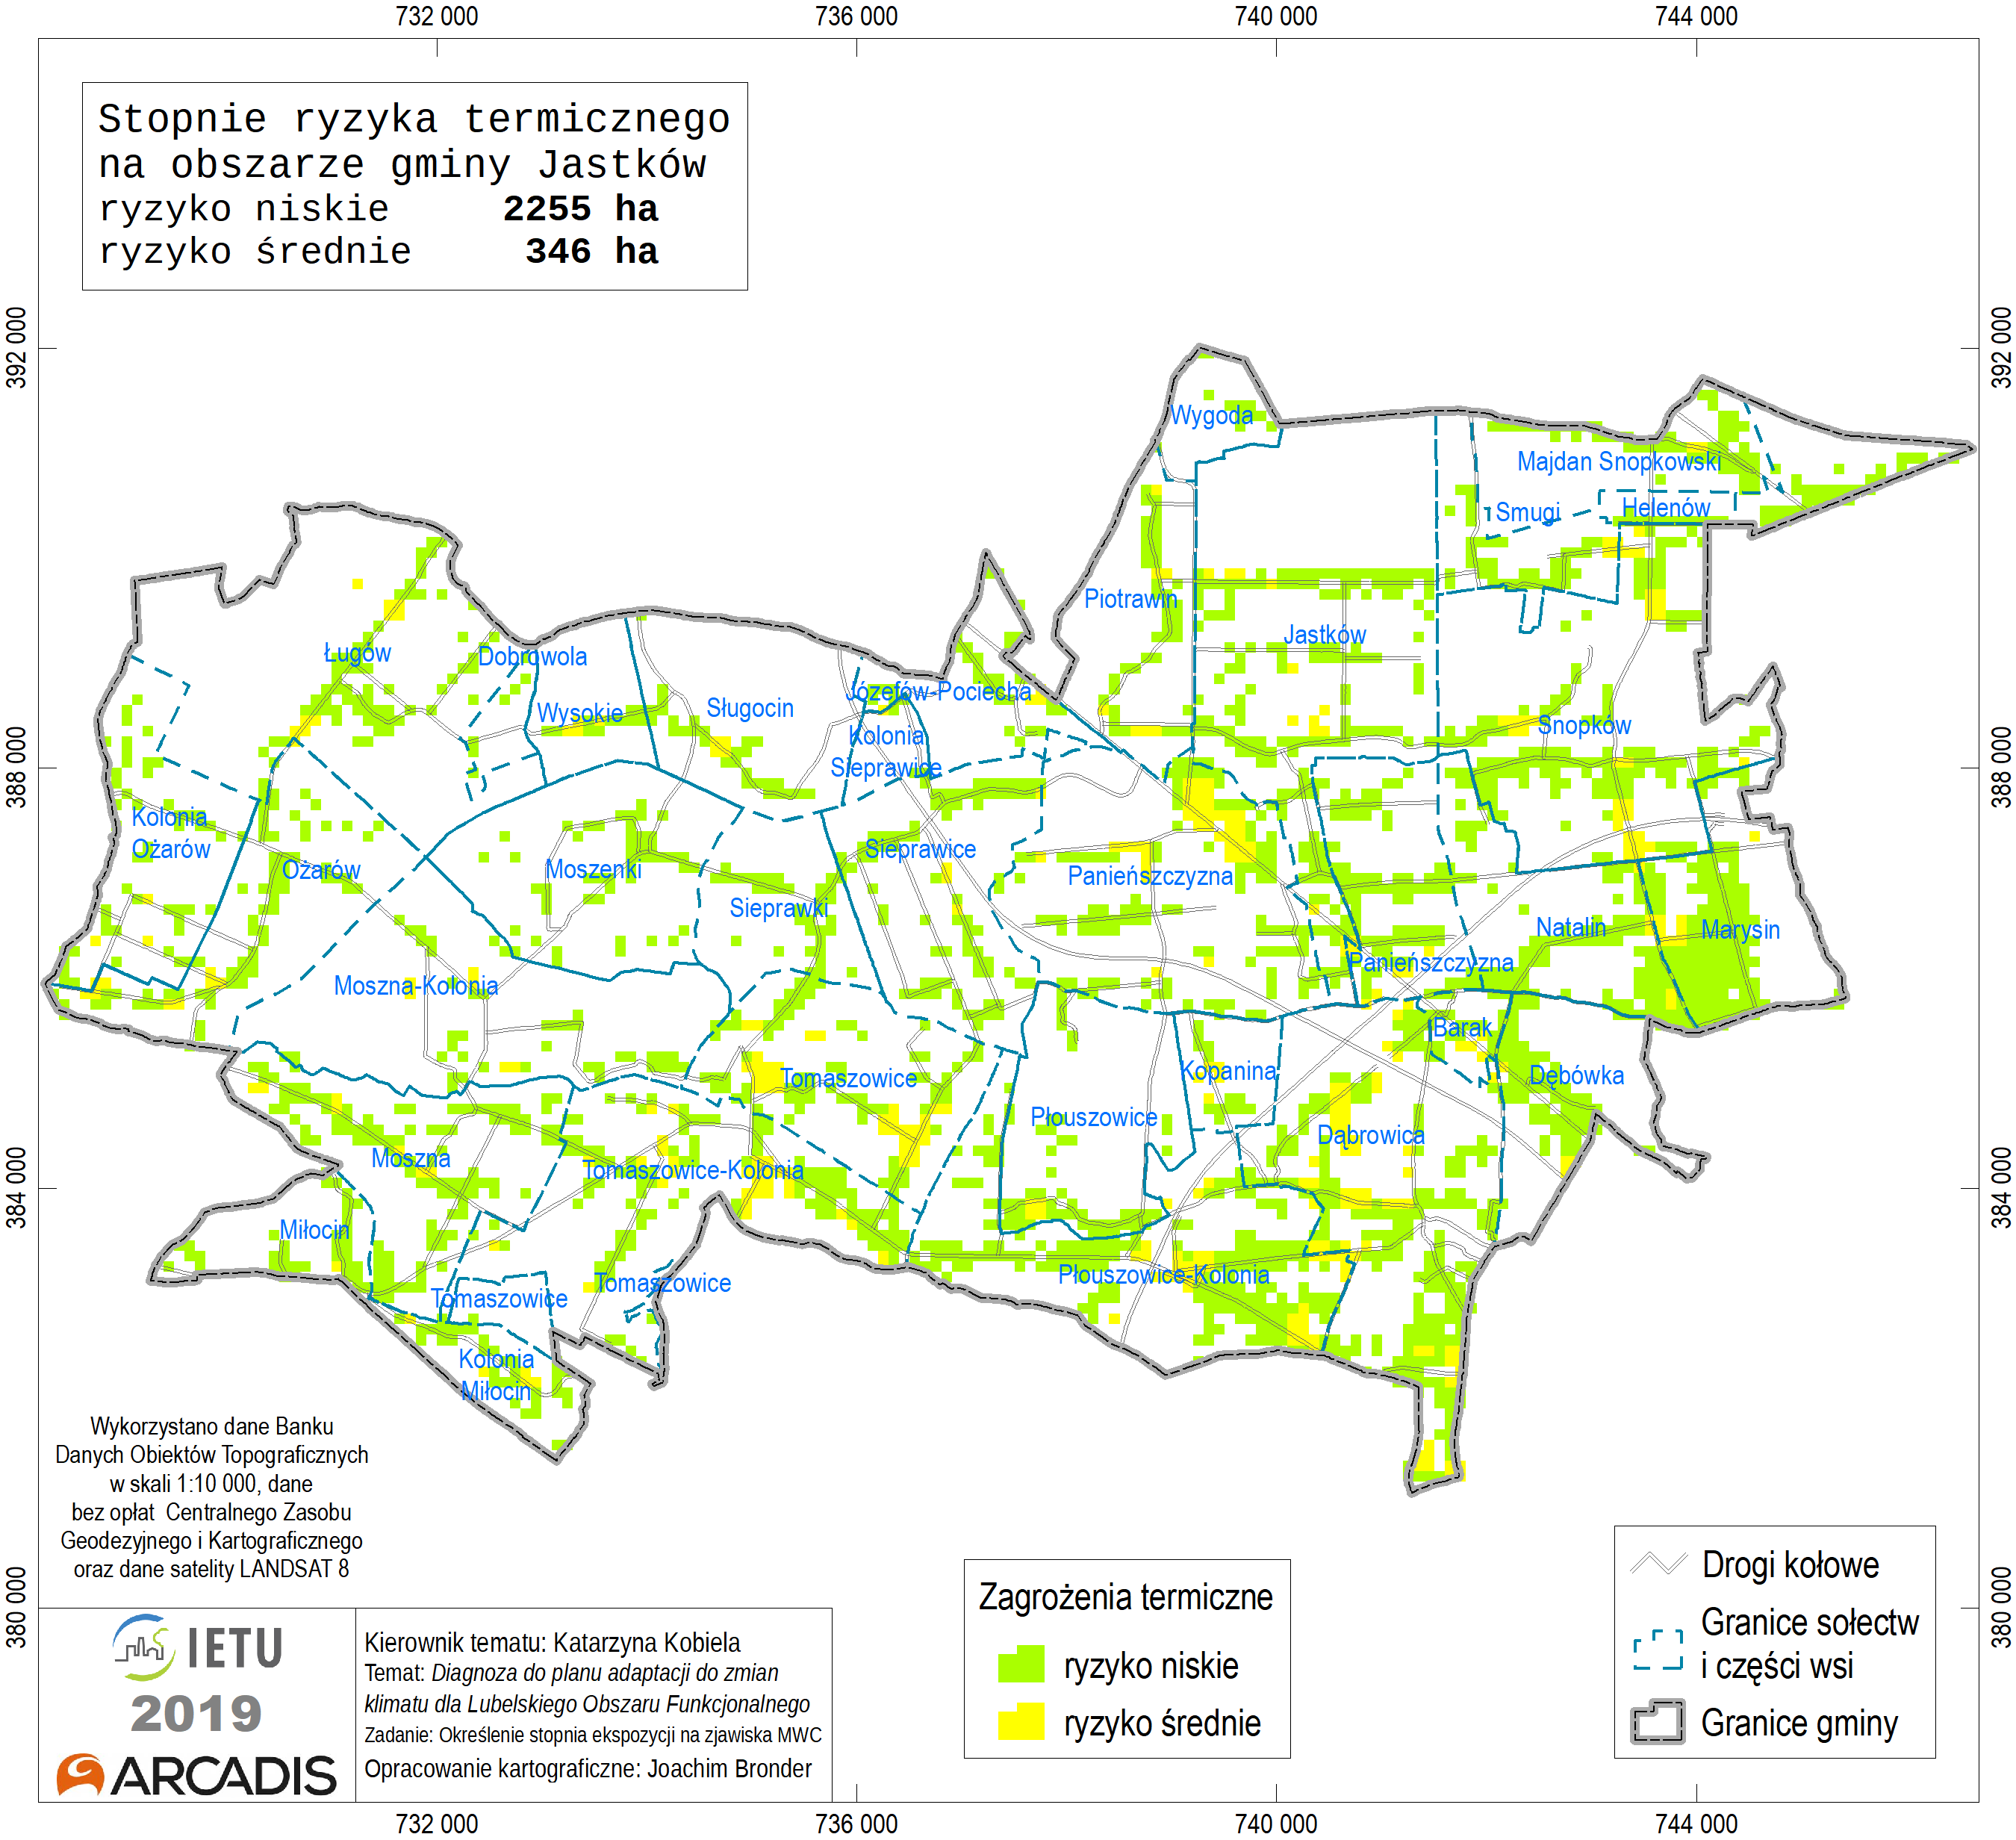 732 000
736 000
740 000
744 000
Stopnie ryzyka termicznego
na obszarze gminy Jastków
ryzyko niskie 2255 ha
ryzyko średnie 346 ha
392 000
392 000
Wygoda
Majdan Snopkowski
Smugi
Helenów
Piotrawin
Jastków
Ługów
Dobrowola
Józefów-Pociecha
Wysokie
Sługocin
Snopków
Kolonia
Sieprawice
388 000
388 000
Kolonia
Ożarów
Ożarów
Moszenki
Sieprawice
Panieńszczyzna
Sieprawki
Natalin
Marysin
Panieńszczyzna
Moszna-Kolonia
Barak
Tomaszowice
Kopanina
Dębówka
Płouszowice
Dąbrowica
Moszna
Tomaszowice-Kolonia
384 000
384 000
Miłocin
Płouszowice-Kolonia
Tomaszowice
Tomaszowice
Kolonia
Miłocin
Wykorzystano dane Banku
Danych Obiektów Topograficznych
w skali 1:10 000, dane
bez opłat Centralnego Zasobu
Geodezyjnego i Kartograficznego
oraz dane satelity LANDSAT 8
380 000
380 000
IETU
2019
ARCADIS
Kierownik tematu: Katarzyna Kobiela
Temat: Diagnoza do planu adaptacji do zmian
klimatu dla Lubelskiego Obszaru Funkcjonalnego
Zadanie: Określenie stopnia ekspozycji na zjawiska MWC
Opracowanie kartograficzne: Joachim Bronder
Zagrożenia termiczne
ryzyko niskie
ryzyko średnie
Drogi kołowe
Granice sołectw
i części wsi
Granice gminy
732 000
736 000
740 000
744 000